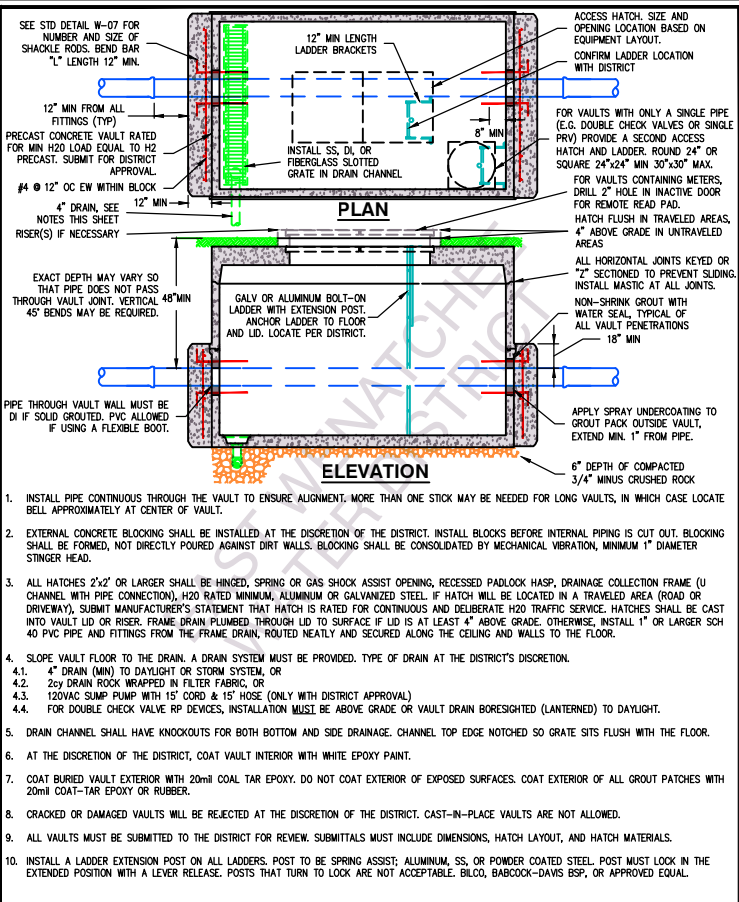 SEE STD DETAIL W-07 FOR
NUMBER AND SIZE OF
SHACKLE RODS. BEND BAR
"L" LENGTH 12" MIN.
12" MIN FROM ALL
FITTINGS (TYP)
PRECAST CONCRETE VAULT RATED
FOR MIN H20 LOAD EQUAL TO H2
PRECAST. SUBMIT FOR DISTRICT
APPROVAL.
#4 @ 12" OC EW WITHIN BLOCK
12" MIN
4" DRAIN, SEE
NOTES THIS SHEET
RISER(S) IF NECESSARY
12" MIN LENGTH
LADDER BRACKETS
INSTALL SS, DI, OR
FIBERGLASS SLOTTED
GRATE IN DRAIN CHANNEL
8" MIN
ACCESS HATCH. SIZE AND
OPENING LOCATION BASED ON
EQUIPMENT LAYOUT.
CONFIRM LADDER LOCATION
WITH DISTRICT
FOR VAULTS WITH ONLY A SINGLE PIPE
(E.G. DOUBLE CHECK VALVES OR SINGLE
PRV) PROVIDE A SECOND ACCESS
HATCH AND LADDER. ROUND 24" OR
SQUARE 24"x24" MIN 30"x30" MAX.
FOR VAULTS CONTAINING METERS,
DRILL 2" HOLE IN INACTIVE DOOR
FOR REMOTE READ PAD.
HATCH FLUSH IN TRAVELED AREAS,
4" ABOVE GRADE IN UNTRAVELED
AREAS
PLAN
EXACT DEPTH MAY VARY SO
THAT PIPE DOES NOT PASS
THROUGH VAULT JOINT. VERTICAL
45° BENDS MAY BE REQUIRED.
48"MIN
GALV OR ALUMINUM BOLT-ON
LADDER WITH EXTENSION POST.
ANCHOR LADDER TO FLOOR
AND LID. LOCATE PER DISTRICT.
ALL HORIZONTAL JOINTS KEYED OR
"Z" SECTIONED TO PREVENT SLIDING.
INSTALL MASTIC AT ALL JOINTS.
NON-SHRINK GROUT WITH
WATER SEAL, TYPICAL OF
ALL VAULT PENETRATIONS
18" MIN
PIPE THROUGH VAULT WALL MUST BE
DI IF SOLID GROUTED. PVC ALLOWED
IF USING A FLEXIBLE BOOT.
APPLY SPRAY UNDERCOATING TO
GROUT PACK OUTSIDE VAULT,
EXTEND MIN. 1" FROM PIPE.
6" DEPTH OF COMPACTED
3/4" MINUS CRUSHED ROCK
ELEVATION
EAST WENATCHEE
WATER DISTRICT
1. INSTALL PIPE CONTINUOUS THROUGH THE VAULT TO ENSURE ALIGNMENT. MORE THAN ONE STICK MAY BE NEEDED FOR LONG VAULTS, IN WHICH CASE LOCATE
BELL APPROXIMATELY AT CENTER OF VAULT.
2. EXTERNAL CONCRETE BLOCKING SHALL BE INSTALLED AT THE DISCRETION OF THE DISTRICT. INSTALL BLOCKS BEFORE INTERNAL PIPING IS CUT OUT. BLOCKING
SHALL BE FORMED, NOT DIRECTLY POURED AGAINST DIRT WALLS. BLOCKING SHALL BE CONSOLIDATED BY MECHANICAL VIBRATION, MINIMUM 1" DIAMETER
STINGER HEAD.
3. ALL HATCHES 2'x2' OR LARGER SHALL BE HINGED, SPRING OR GAS SHOCK ASSIST OPENING, RECESSED PADLOCK HASP, DRAINAGE COLLECTION FRAME (U
CHANNEL WITH PIPE CONNECTION), H20 RATED MINIMUM, ALUMINUM OR GALVANIZED STEEL. IF HATCH WILL BE LOCATED IN A TRAVELED AREA (ROAD OR
DRIVEWAY), SUBMIT MANUFACTURER'S STATEMENT THAT HATCH IS RATED FOR CONTINUOUS AND DELIBERATE H20 TRAFFIC SERVICE. HATCHES SHALL BE CAST
INTO VAULT LID OR RISER. FRAME DRAIN PLUMBED THROUGH LID TO SURFACE IF LID IS AT LEAST 4" ABOVE GRADE. OTHERWISE, INSTALL 1" OR LARGER SCH
40 PVC PIPE AND FITTINGS FROM THE FRAME DRAIN, ROUTED NEATLY AND SECURED ALONG THE CEILING AND WALLS TO THE FLOOR.
4. SLOPE VAULT FLOOR TO THE DRAIN. A DRAIN SYSTEM MUST BE PROVIDED. TYPE OF DRAIN AT THE DISTRICT'S DISCRETION.
4.1. 4" DRAIN (MIN) TO DAYLIGHT OR STORM SYSTEM, OR
4.2. 2cy DRAIN ROCK WRAPPED IN FILTER FABRIC, OR
4.3. 120VAC SUMP PUMP WITH 15' CORD & 15' HOSE (ONLY WITH DISTRICT APPROVAL)
4.4. FOR DOUBLE CHECK VALVE RP DEVICES, INSTALLATION MUST BE ABOVE GRADE OR VAULT DRAIN BORESIGHTED (LANTERNED) TO DAYLIGHT.
5. DRAIN CHANNEL SHALL HAVE KNOCKOUTS FOR BOTH BOTTOM AND SIDE DRAINAGE. CHANNEL TOP EDGE NOTCHED SO GRATE SITS FLUSH WITH THE FLOOR.
6. AT THE DISCRETION OF THE DISTRICT, COAT VAULT INTERIOR WITH WHITE EPOXY PAINT.
7. COAT BURIED VAULT EXTERIOR WITH 20mil COAL TAR EPOXY. DO NOT COAT EXTERIOR OF EXPOSED SURFACES. COAT EXTERIOR OF ALL GROUT PATCHES WITH
20mil COAT-TAR EPOXY OR RUBBER.
8. CRACKED OR DAMAGED VAULTS WILL BE REJECTED AT THE DISCRETION OF THE DISTRICT. CAST-IN-PLACE VAULTS ARE NOT ALLOWED.
9. ALL VAULTS MUST BE SUBMITTED TO THE DISTRICT FOR REVIEW. SUBMITTALS MUST INCLUDE DIMENSIONS, HATCH LAYOUT, AND HATCH MATERIALS.
10. INSTALL A LADDER EXTENSION POST ON ALL LADDERS. POST TO BE SPRING ASSIST; ALUMINUM, SS, OR POWDER COATED STEEL. POST MUST LOCK IN THE
EXTENDED POSITION WITH A LEVER RELEASE. POSTS THAT TURN TO LOCK ARE NOT ACCEPTABLE. BILCO, BABCOCK-DAVIS BSP, OR APPROVED EQUAL.